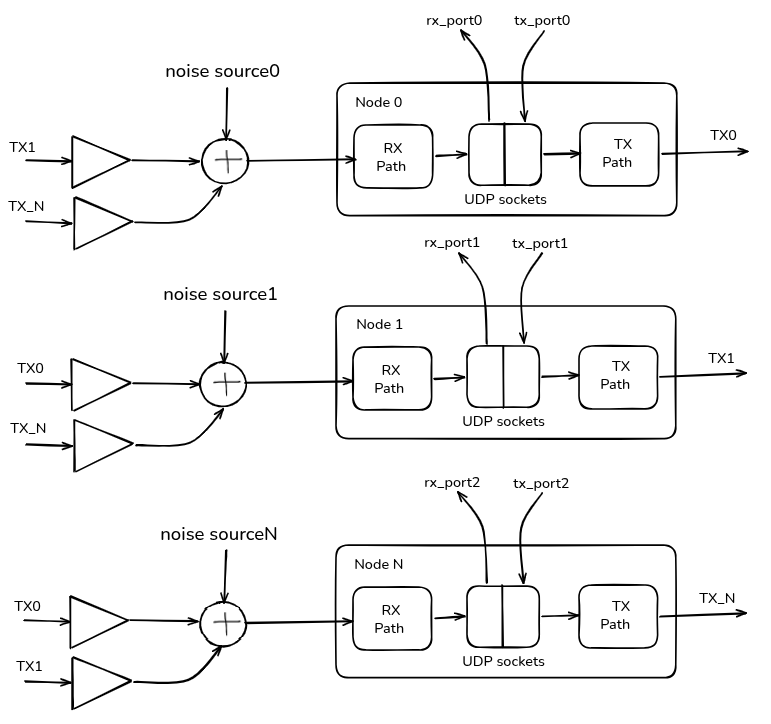 rx_port0 tx_port0
noise source0
Node 0
TX1
RX
Path
TX
Path
TX0
TX_N
UDP sockets
rx_port1 tx_port1
noise source1
Node 1
TX0
RX
Path
TX
Path
TX1
TX_N
UDP sockets
rx_port2 tx_port2
noise sourceN
Node N
TX0
RX
Path
TX
Path
TX_N
TX1
UDP sockets